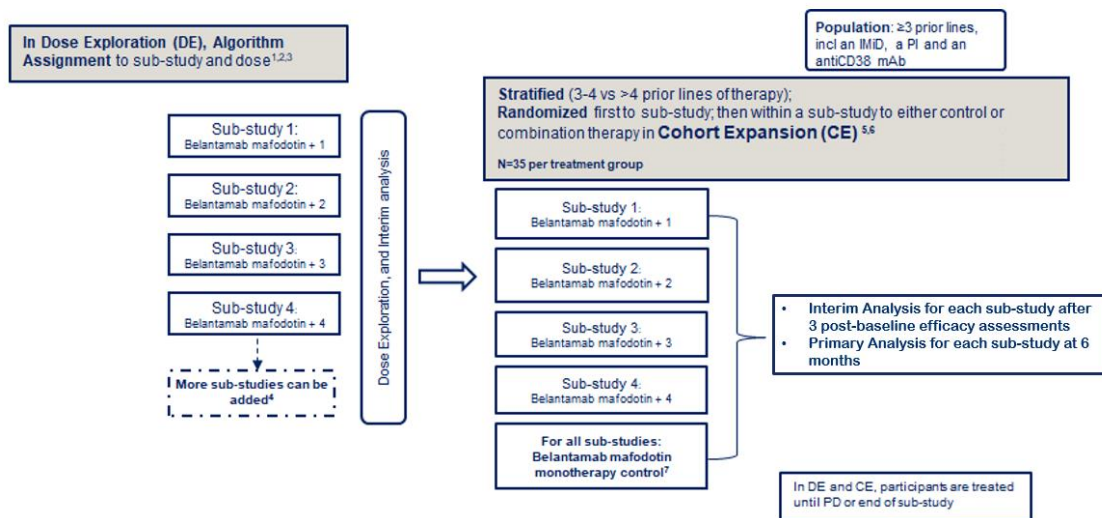 In Dose Exploration (DE), Algorithm
Assignment to sub-study and dose1,2,3
Sub-study 1:
Belantamab mafodotin + 1
Sub-study 2:
Belantamab mafodotin + 2
Sub-study 3:
Belantamab mafodotin + 3
Sub-study 4:
Belantamab mafodotin + 4
More sub-studies can be
added4
Dose Exploration, and Interim analysis
Population: ≥3 prior lines,
incl an IMiD, a PI and an
antiCD38 mAb
Stratified (3-4 vs >4 prior lines of therapy);
Randomized first to sub-study; then within a sub-study to either control or
combination therapy in Cohort Expansion (CE) 5,6
N=35 per treatment group
Sub-study 1:
Belantamab mafodotin + 1
Sub-study 2:
Belantamab mafodotin + 2
Sub-study 3:
Belantamab mafodotin + 3
Sub-study 4:
Belantamab mafodotin + 4
For all sub-studies:
Belantamab mafodotin
monotherapy control7
• Interim Analysis for each sub-study after
3 post-baseline efficacy assessments
• Primary Analysis for each sub-study at 6
months
In DE and CE, participants are treated
until PD or end of sub-study